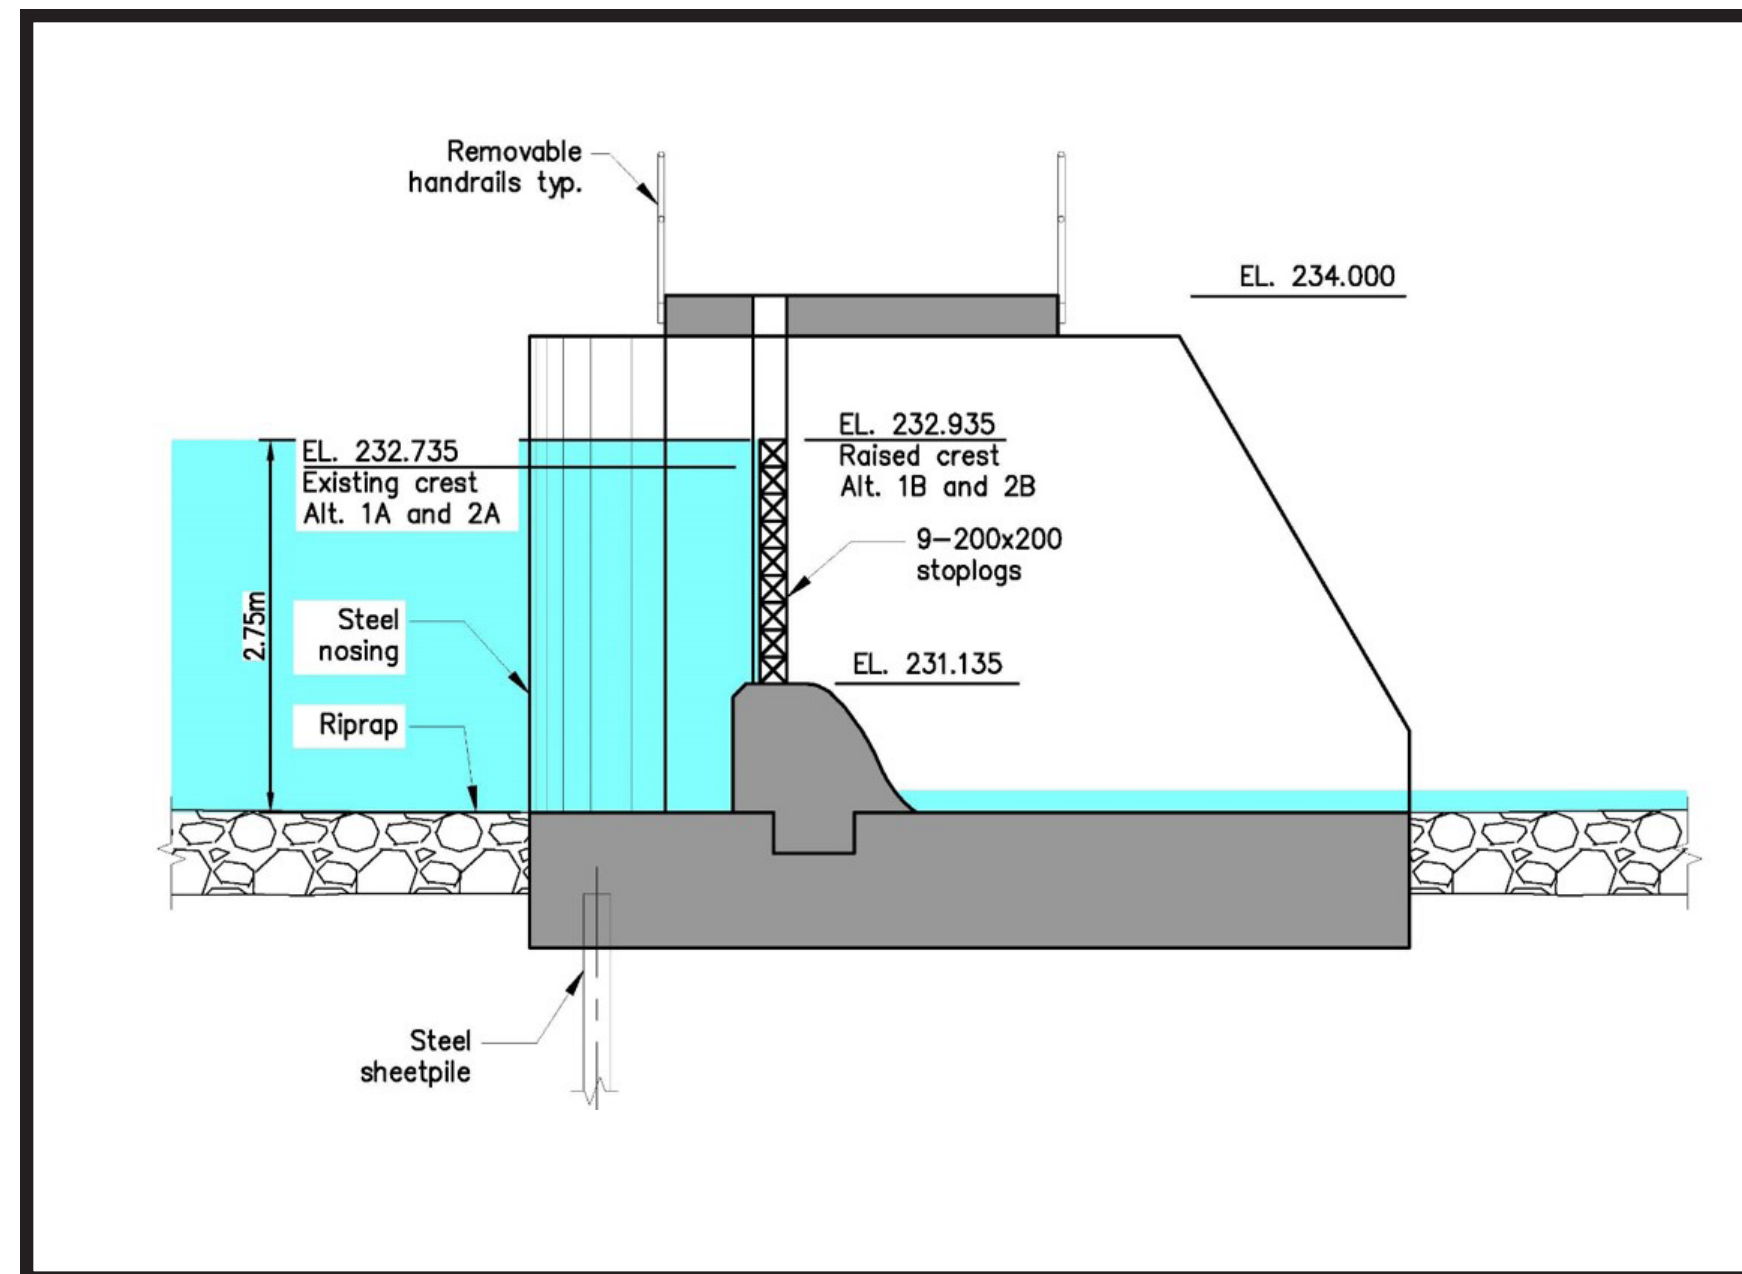 Removable
handrails typ.
EL. 234.000
EL. 232.735
Existing crest
Alt. 1A and 2A
EL. 232.935
Raised crest
Alt. 1B and 2B
9-200x200
stoplogs
2.75m
Steel
nosing
EL. 231.135
Riprap
Steel
sheetpile